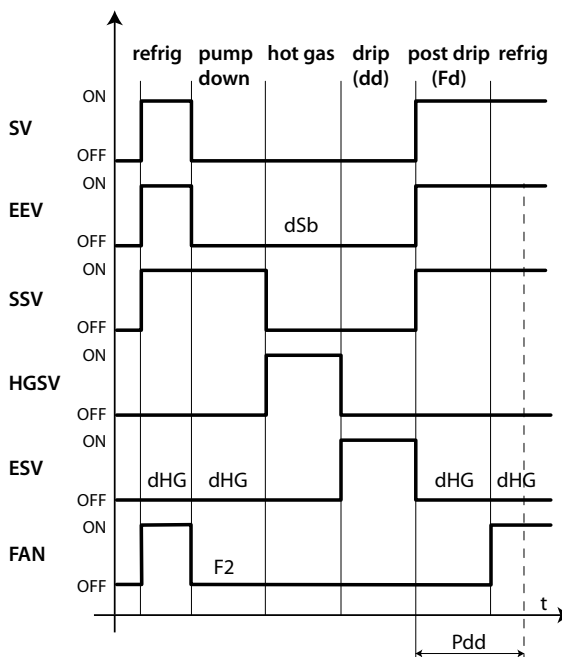 refrig pump hot gas drip post drip refrig
down (dd) (Fd)
ON
SV
OFF
ON
EEV
dSb
OFF
ON
SSV
OFF
ON
HGSV
OFF
ON
ESV
dHG dHG dHG dHG
OFF
ON
FAN
F2
OFF
t
Pdd